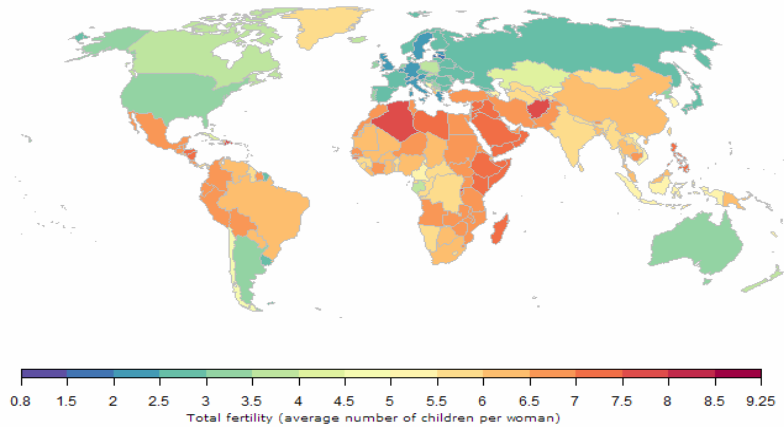 0.8 1.5 2 2.5 3 3.5 4 4.5 5 5.5 6 6.5 7 7.5 8 8.5 9.25
Total fertility (average number of children per woman)